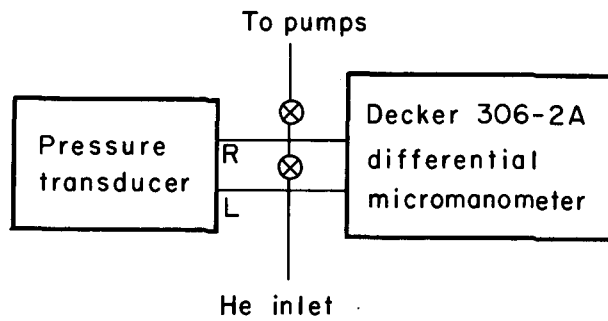 To pumps
Pressure
transducer
R
L
Decker 306-2A
differential
micromanometer
He inlet